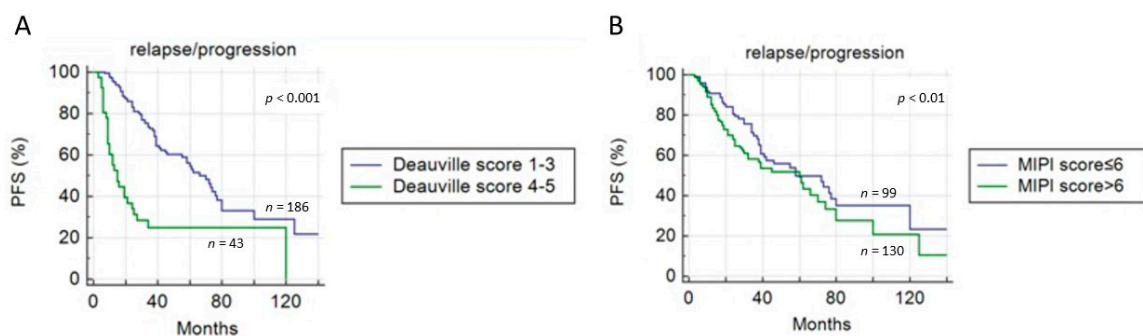 A
relapse/progression
100
80
60
40
20
0
PFS (%)
p < 0.001
n = 186
n = 43
0
40
80
120
Months
Deauville score 1-3
Deauville score 4-5
B
relapse/progression
100
80
60
40
20
0
PFS (%)
p < 0.01
n = 99
n = 130
0
40
80
120
Months
MIPI score≤6
MIPI score>6